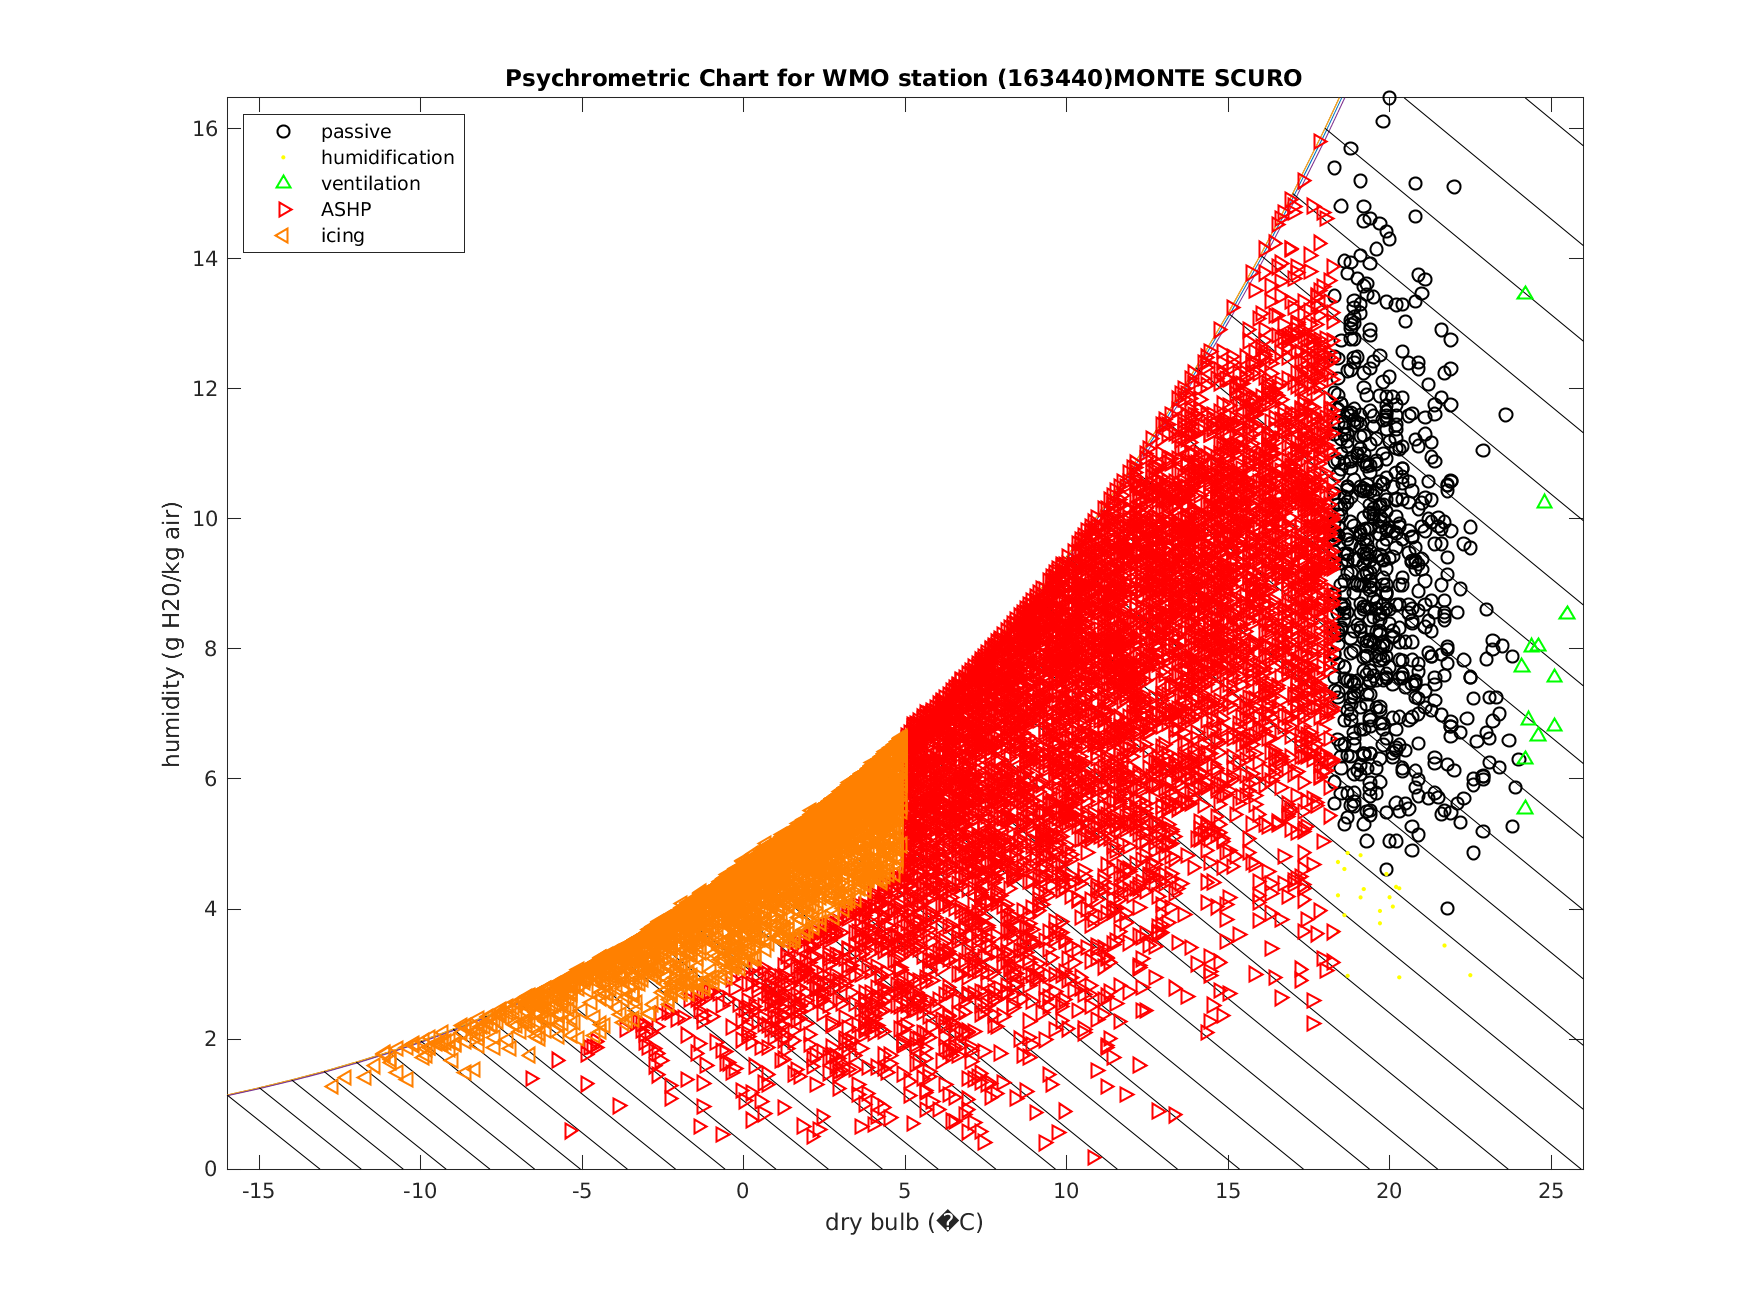 Psychrometric Chart for WMO station (163440)MONTE SCURO
passive
humidification
ventilation
ASHP
icing
16
14
12
10
8
6
4
2
0
humidity (g H20/kg air)
-15
-10
-5
0
5
10
15
20
25
dry bulb (�C)